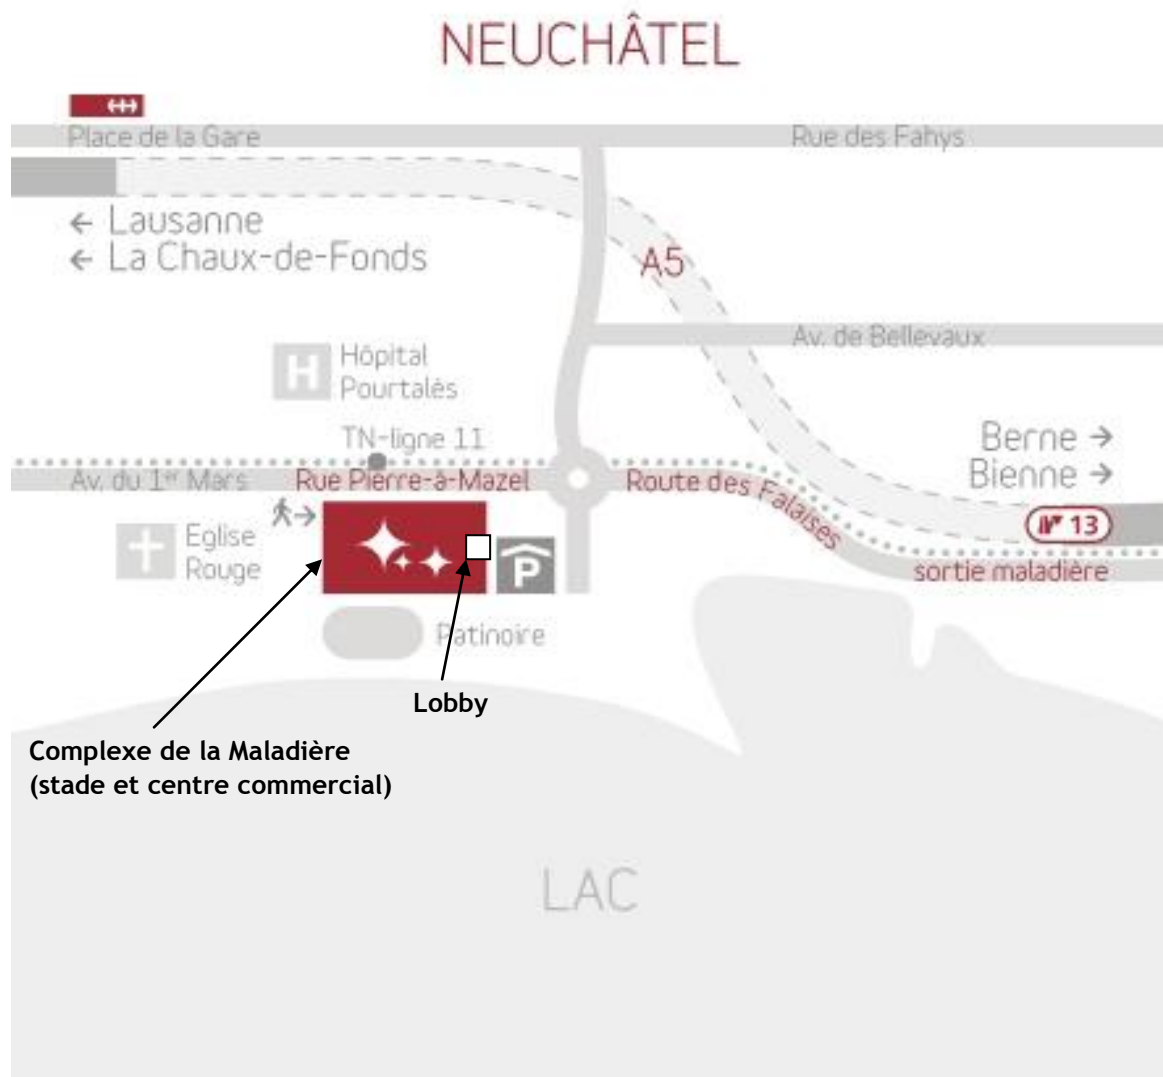 NEUCHÂTEL
Place de la Gare
Rue des Fahys
← Lausanne
← La Chaux-de-Fonds
A5
Av. de Bellevaux
H
Hôpital
Pourtalès
TN-ligne 11
Berne →
Bienne →
Av. du 1er Mars
Rue Pierre-à-Mazel
Route des Falaises
13
Eglise
Rouge
P
sortie maladière
Patinoire
Lobby
Complexe de la Maladière
(stade et centre commercial)
LAC